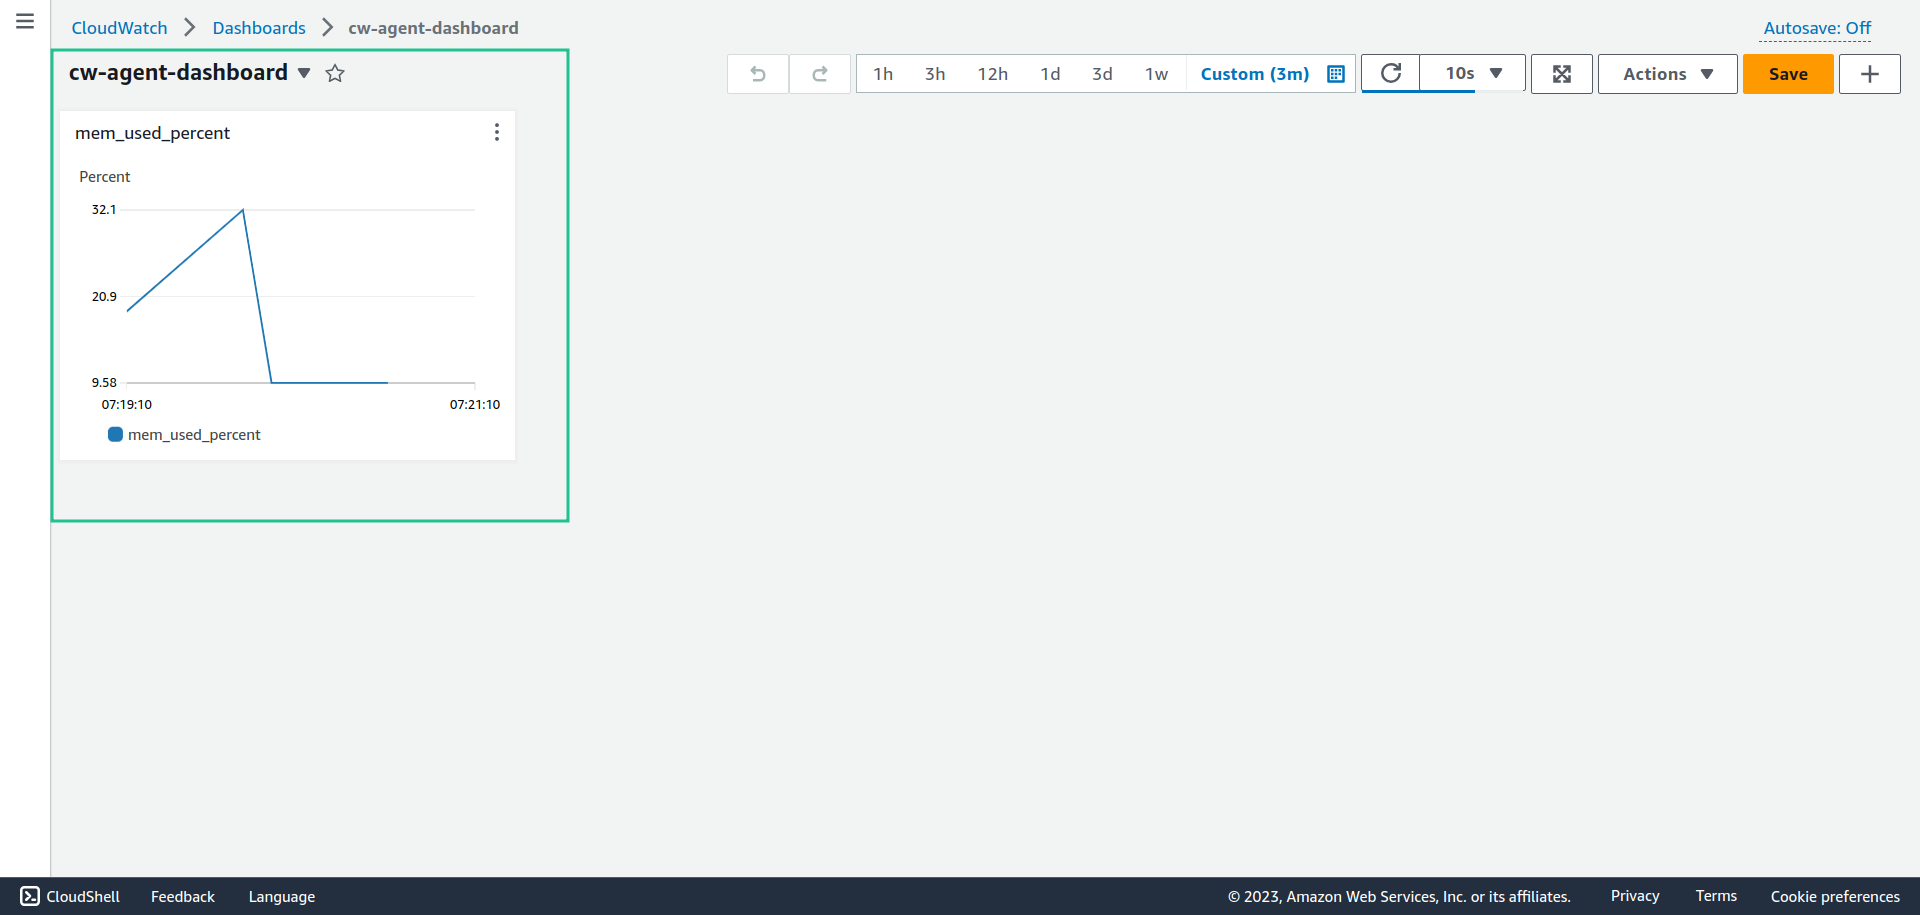 CloudWatch Dashboards cw-agent-dashboard
Autosave: Off
cw-agent-dashboard
1h 3h 12h 1d 3d 1w Custom (3m) 10s Actions Save
mem_used_percent
Percent
32.1
20.9
9.58
07:19:10 07:21:10
mem_used_percent
CloudShell Feedback Language © 2023, Amazon Web Services, Inc. or its affiliates. Privacy Terms Cookie preferences